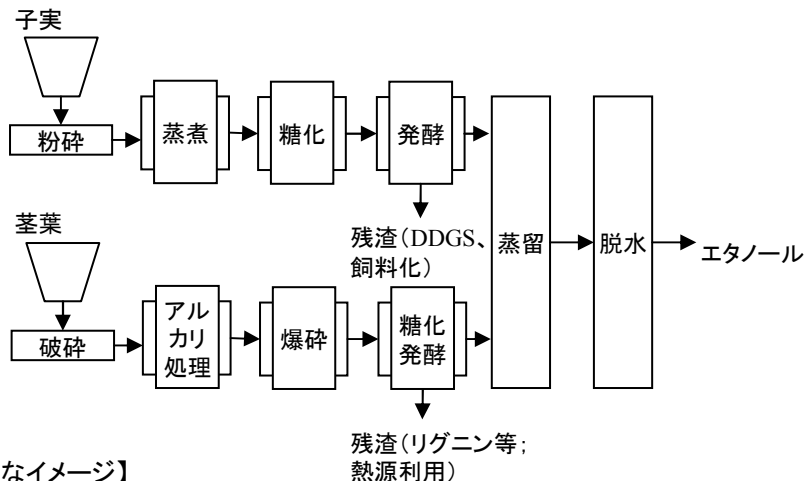 子実
粉砕
蒸煮
糖化
発酵
残渣(DDGS、
飼料化)
茎葉
破砕
アル
カリ
処理
爆砕
糖化
発酵
残渣(リグニン等;
熱源利用)
蒸留
脱水
エタノール
なイメージ】